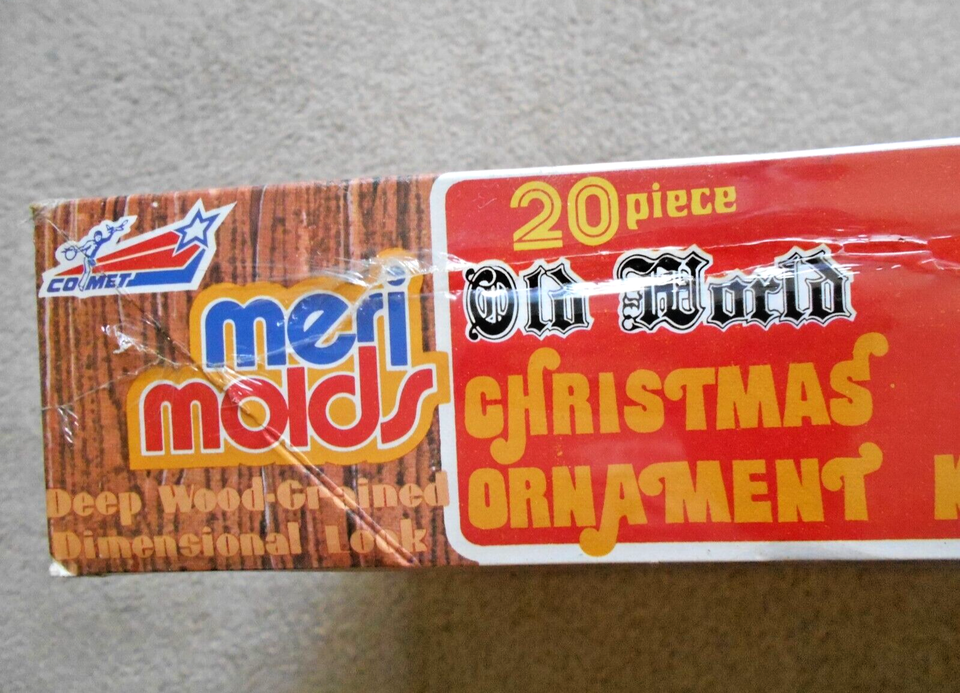 COMET
meri
molds
Deep Wood-Grained
Dimensional Look
20 piece
Old World
CHRISTMAS
ORNAMENT K